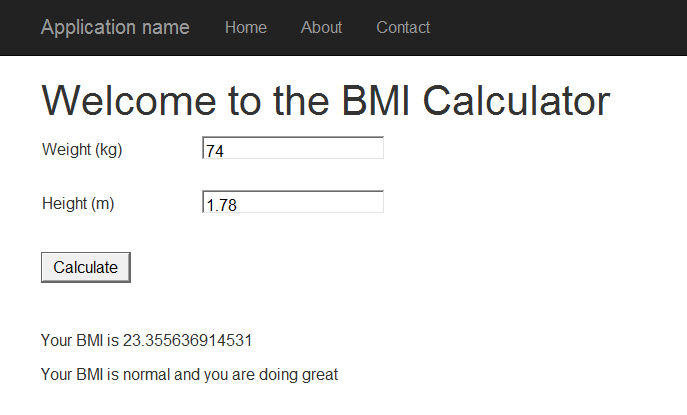 Application name Home About Contact
Welcome to the BMI Calculator
Weight (kg) 74
Height (m) 1.78
Calculate
Your BMI is 23.355636914531
Your BMI is normal and you are doing great